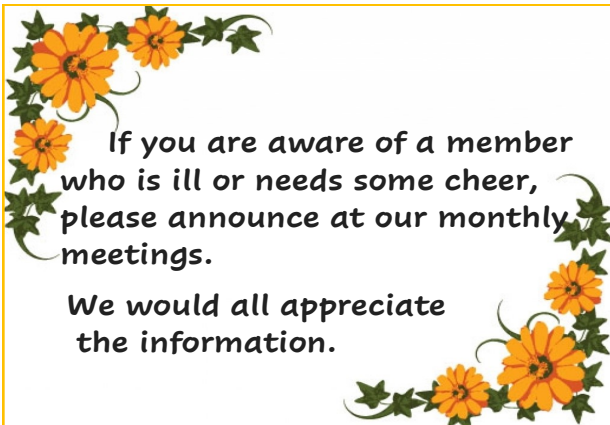 If you are aware of a member
who is ill or needs some cheer,
please announce at our monthly
meetings.
We would all appreciate
the information.